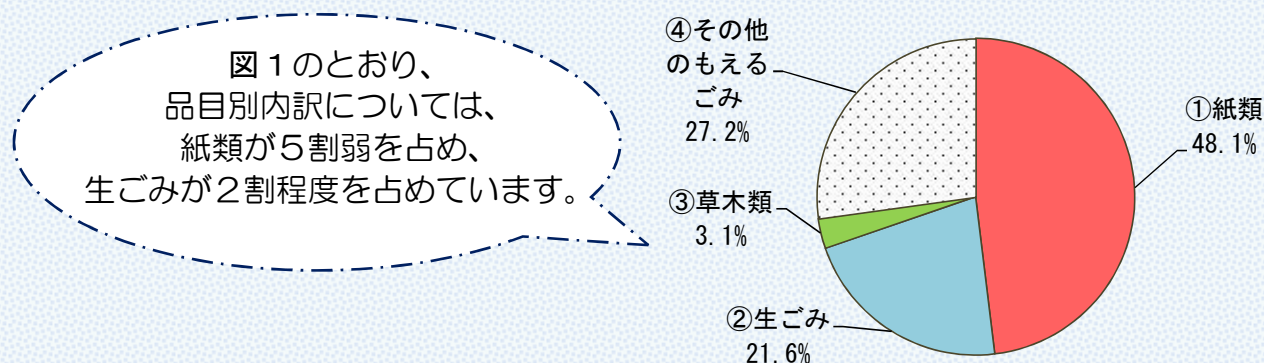 図１のとおり、
品目別内訳については、
紙類が５割弱を占め、
生ごみが２割程度を占めています。
④その他
のもえる
ごみ
27.2%
①紙類
48.1%
③草木類
3.1%
②生ごみ
21.6%